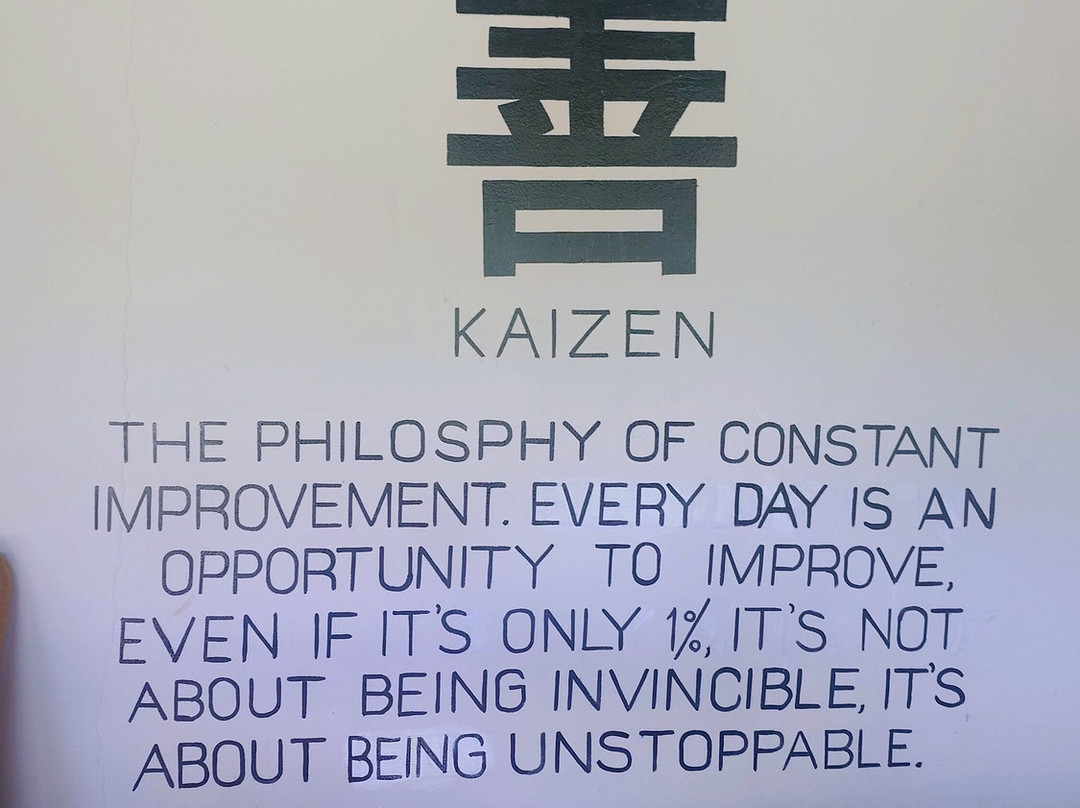 善
KAIZEN
THE PHILOSPHY OF CONSTANT
IMPROVEMENT. EVERY DAY IS AN
OPPORTUNITY TO IMPROVE,
EVEN IF IT'S ONLY 1%, IT'S NOT
ABOUT BEING INVINCIBLE, IT'S
ABOUT BEING UNSTOPPABLE.